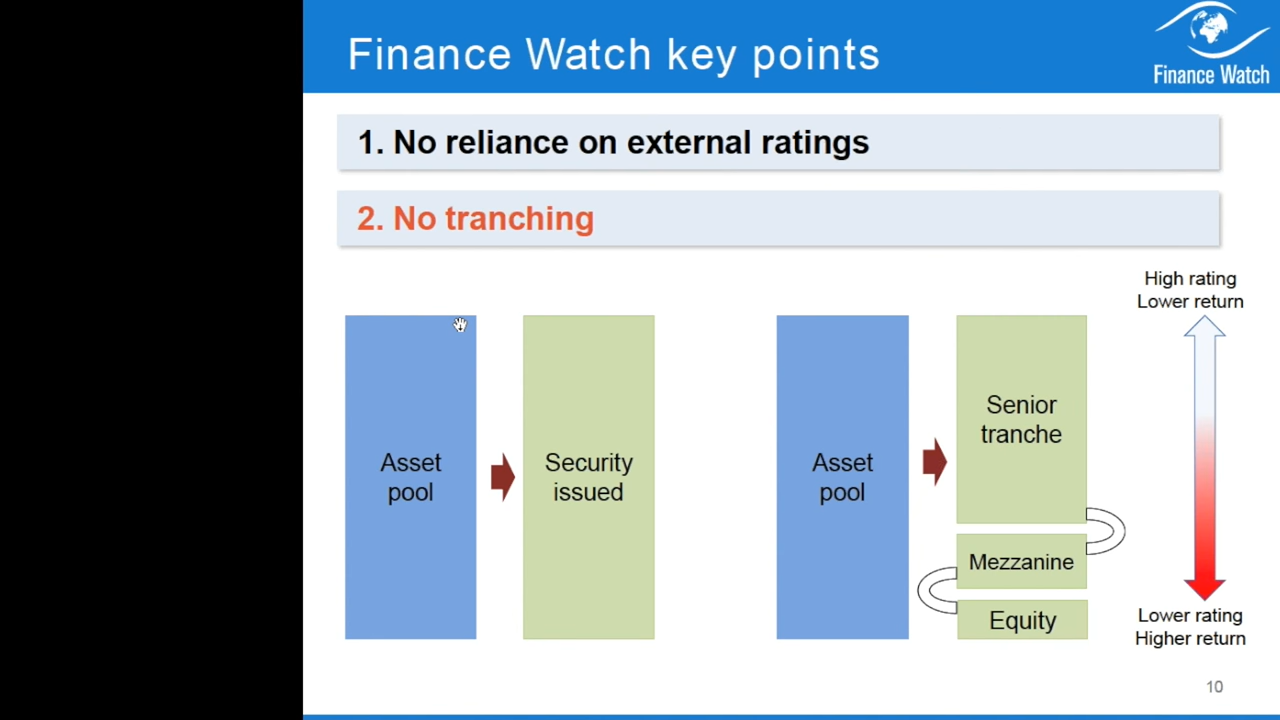 Finance Watch key points
Finance Watch
1. No reliance on external ratings
2. No tranching
High rating
Lower return
Asset
pool
Security
issued
Asset
pool
Senior
tranche
Mezzanine
Equity
Lower rating
Higher return
10